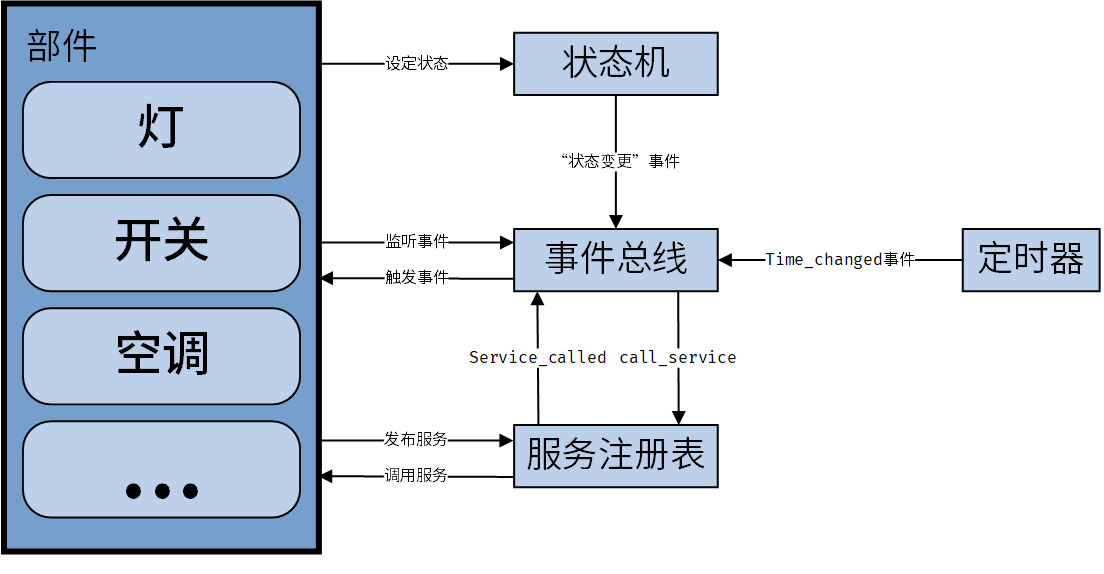 部件
灯
开关
空调
...
设定状态
状态机
“状态变更”事件
监听事件
触发事件
事件总线
Time_changed事件
定时器
Service_called
call_service
发布服务
调用服务
服务注册表